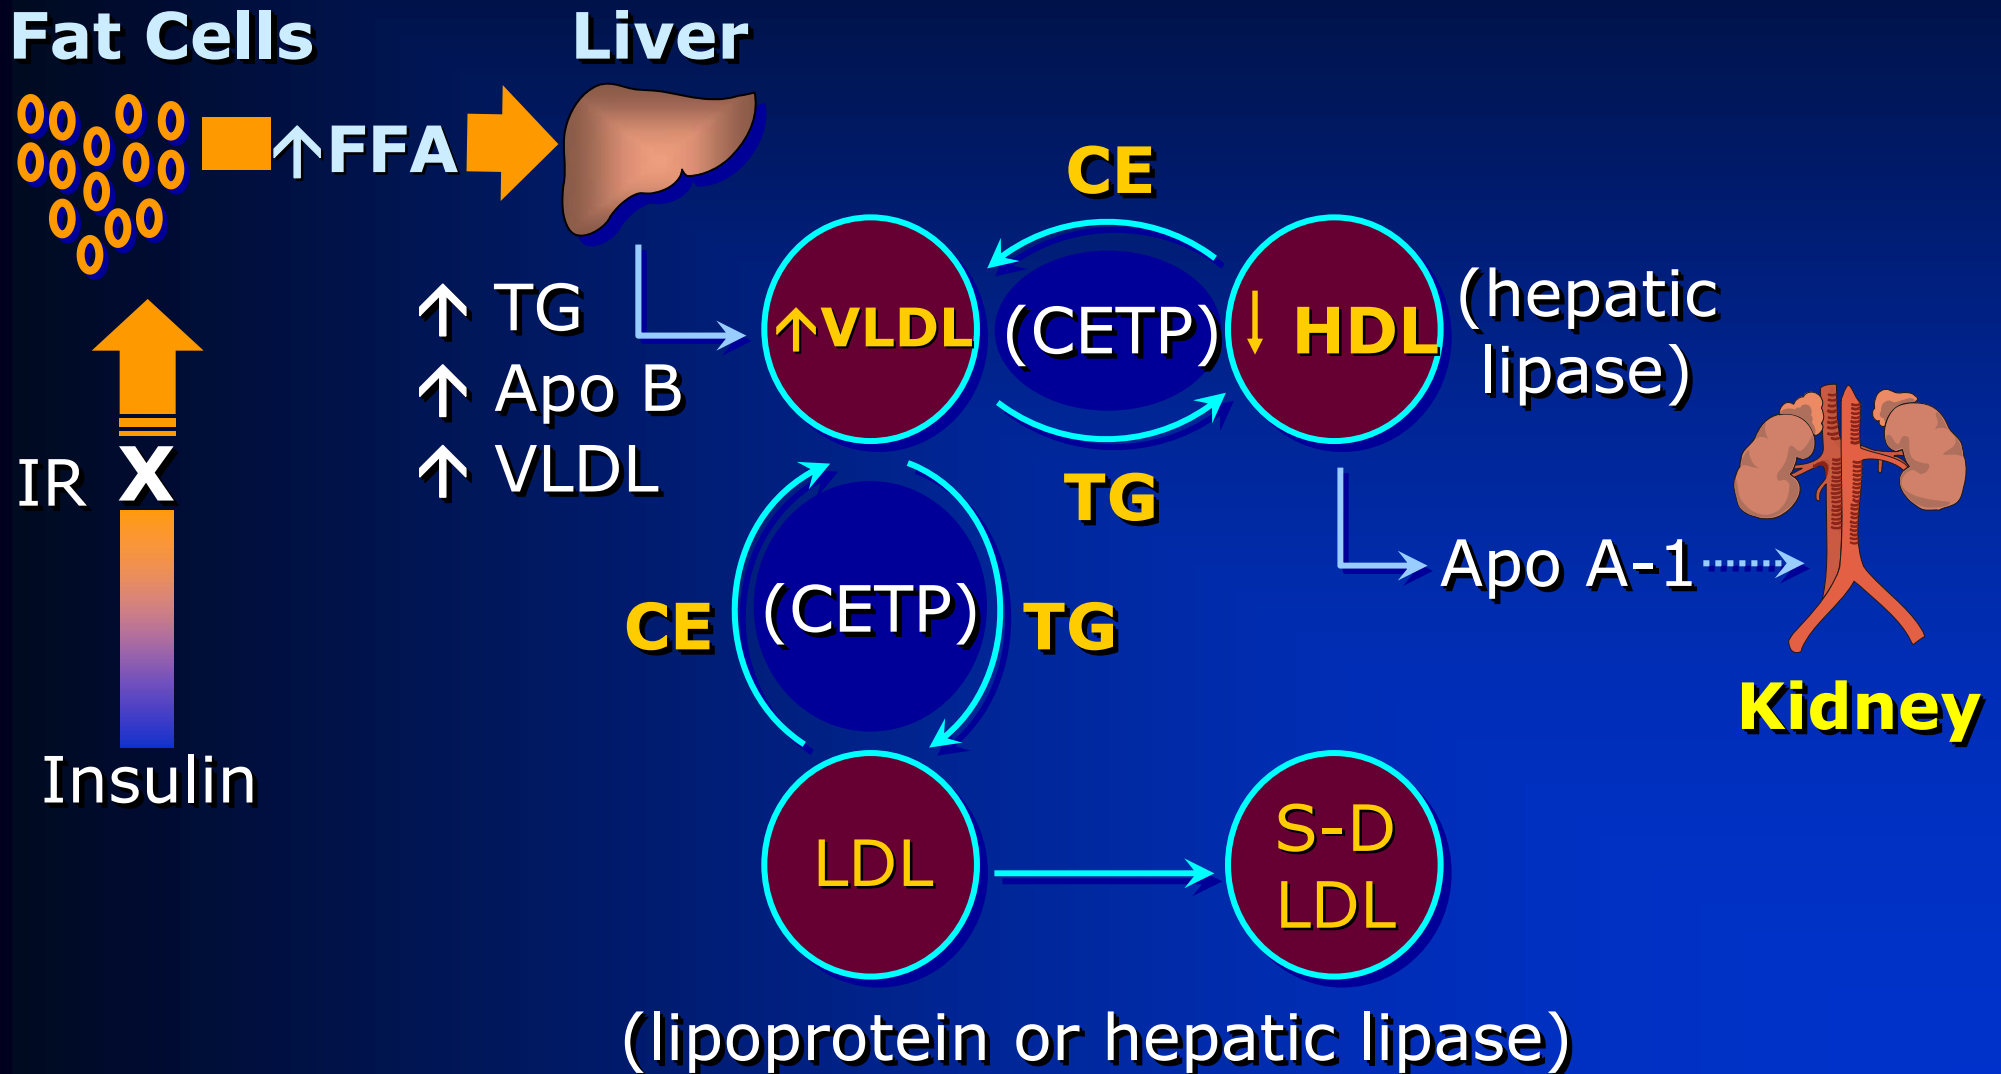 Fat Cells
Liver
↑FFA
CE
↑ TG
↑ Apo B
↑ VLDL
↑VLDL
(CETP)
↓ HDL
(hepatic
lipase)
TG
IR X
Apo A-1
CE
(CETP)
TG
Kidney
Insulin
LDL
S-D
LDL
(lipoprotein or hepatic lipase)